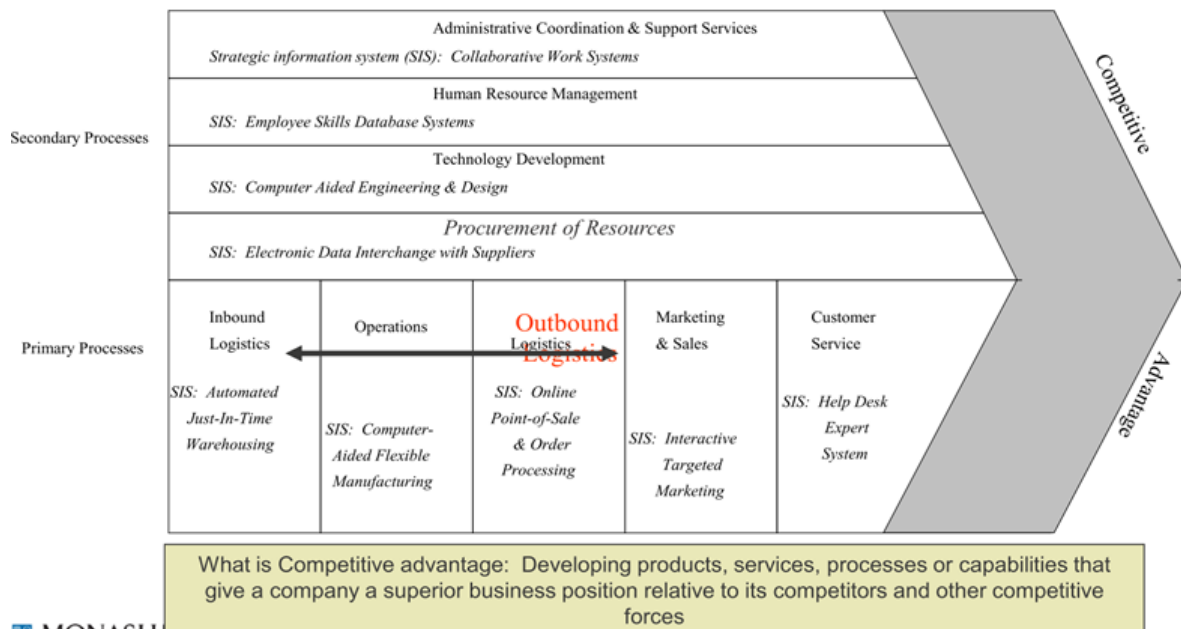 Administrative Coordination & Support Services
Strategic information system (SIS): Collaborative Work Systems
Human Resource Management
SIS: Employee Skills Database Systems
Secondary Processes
Technology Development
SIS: Computer Aided Engineering & Design
Procurement of Resources
SIS: Electronic Data Interchange with Suppliers
Competitive
Advantage
Primary Processes
Inbound
Logistics
SIS: Automated
Just-In-Time
Warehousing
Operations
SIS: Computer-
Aided Flexible
Manufacturing
Outbound
Logistics
Logistics
SIS: Online
Point-of-Sale
& Order
Processing
Marketing
& Sales
SIS: Interactive
Targeted
Marketing
Customer
Service
SIS: Help Desk
Expert
System
What is Competitive advantage: Developing products, services, processes or capabilities that
give a company a superior business position relative to its competitors and other competitive
forces